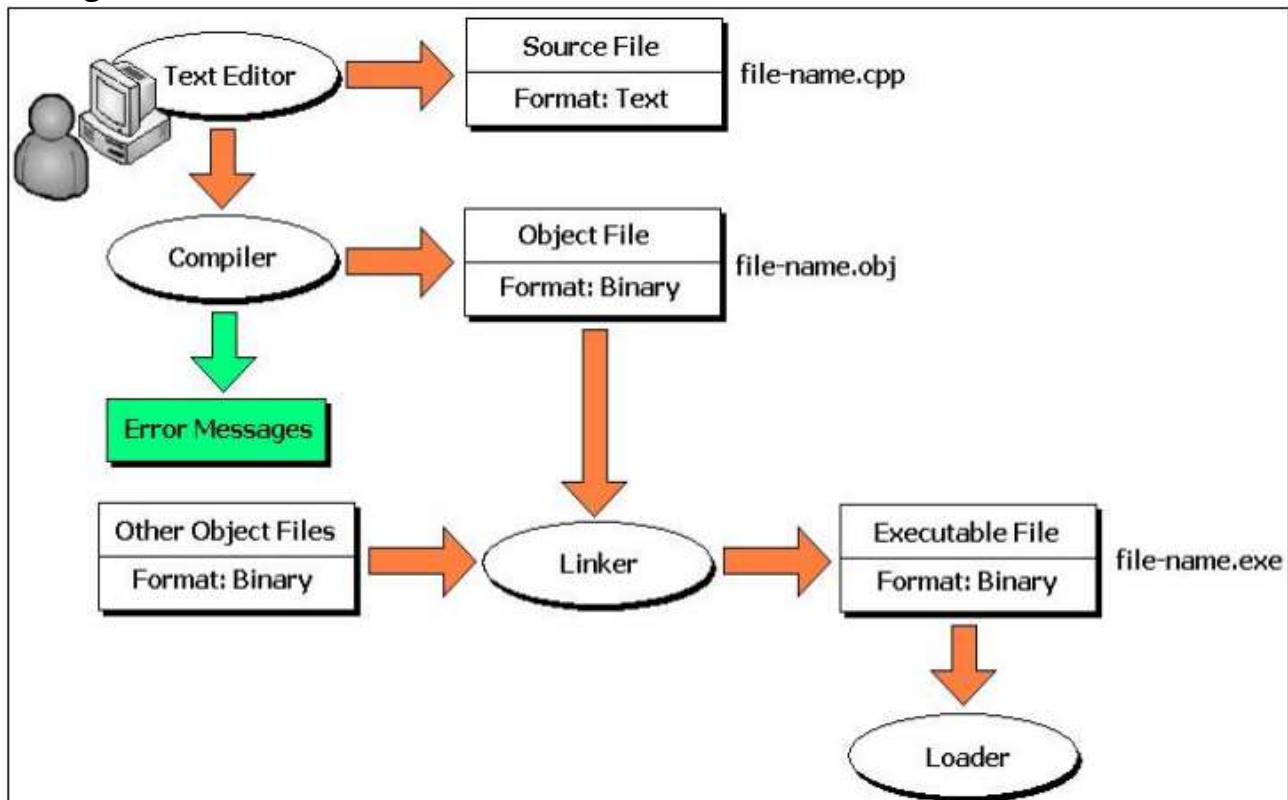 Text Editor
Source File
Format: Text
file-name.cpp
Compiler
Object File
Format: Binary
file-name.obj
Error Messages
Other Object Files
Format: Binary
Linker
Executable File
Format: Binary
file-name.exe
Loader